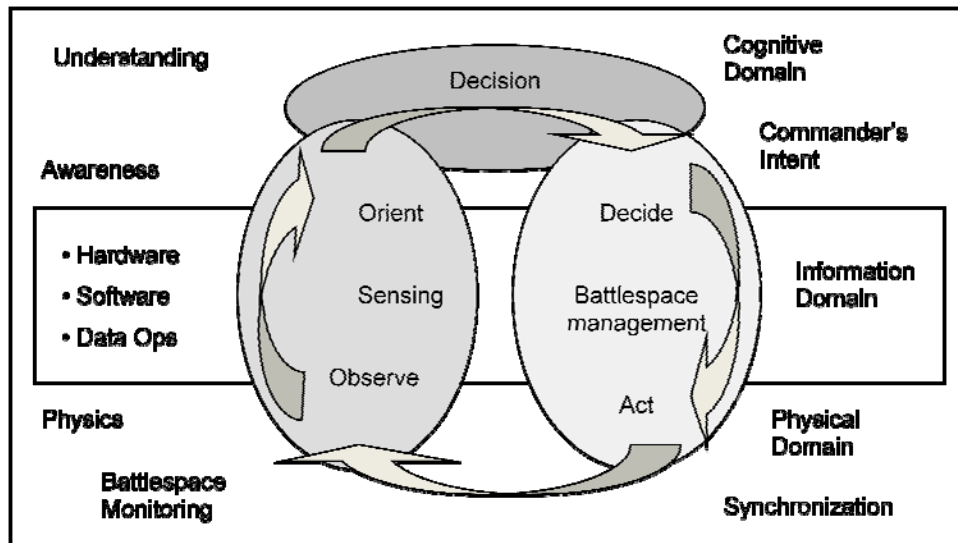 Understanding
Decision
Cognitive
Domain
Commander's
Intent
Awareness
Orient
Decide
• Hardware
• Software
• Data Ops
Sensing
Battlespace
management
Information
Domain
Observe
Act
Physics
Physical
Domain
Battlespace
Monitoring
Synchronization